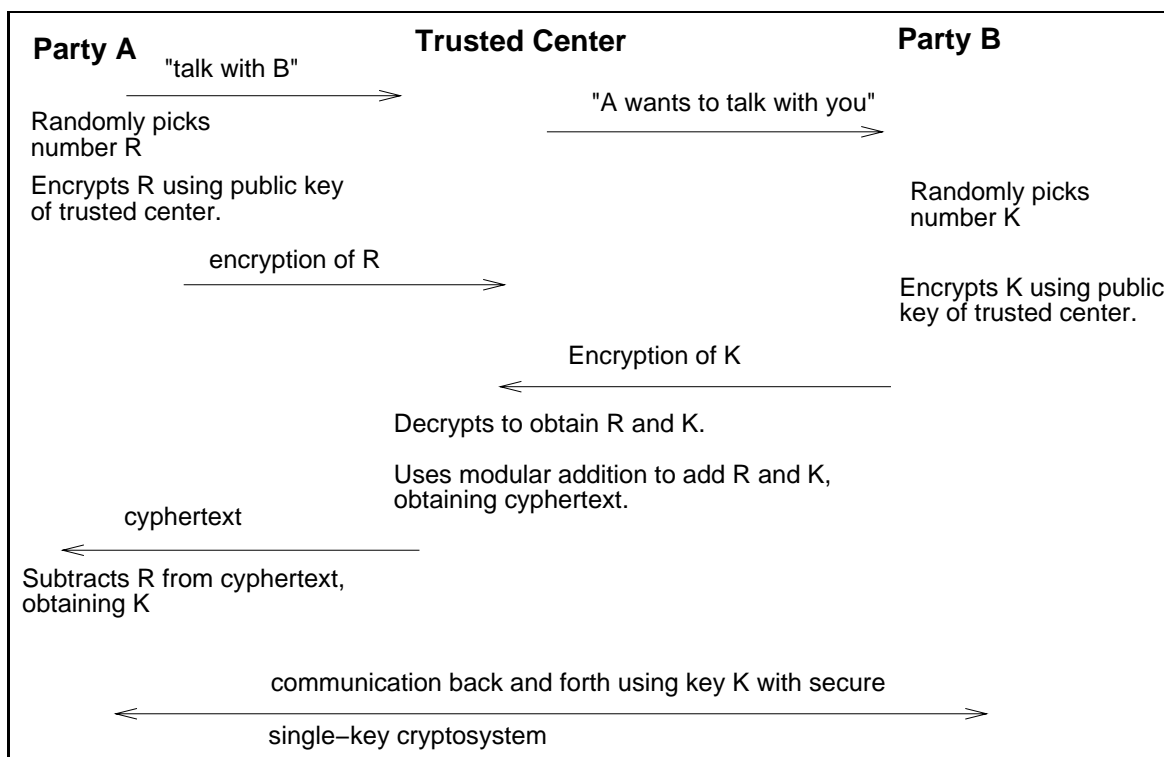 Party A
Trusted Center
Party B
"talk with B"
"A wants to talk with you"
Randomly picks
number R
Encrypts R using public key
of trusted center.
Randomly picks
number K
encryption of R
Encrypts K using public
key of trusted center.
Encryption of K
Decrypts to obtain R and K.
Uses modular addition to add R and K,
obtaining cyphertext.
cyphertext
Subtracts R from cyphertext,
obtaining K
communication back and forth using key K with secure
single−key cryptosystem